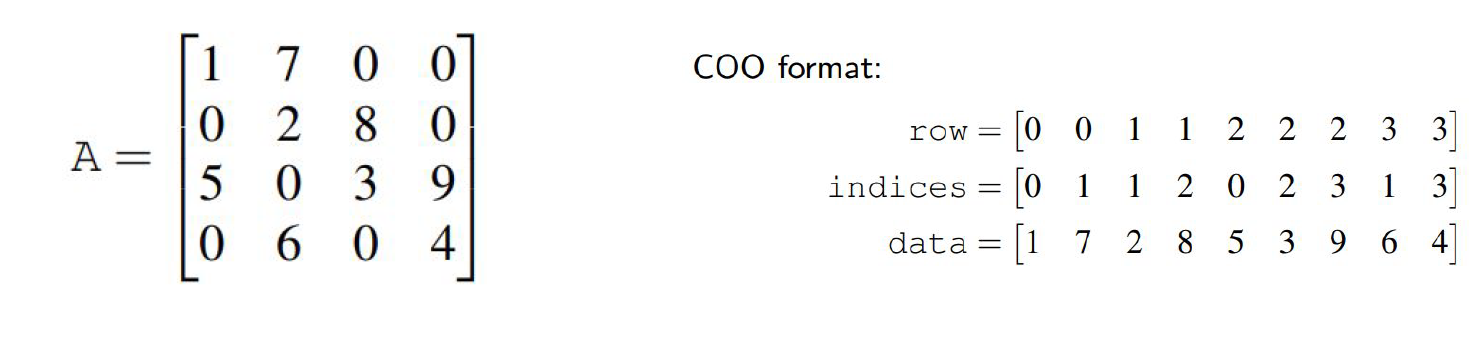 A = [1 7 0 0
0 2 8 0
5 0 3 9
0 6 0 4]
COO format:
row = [0 0 1 1 2 2 2 3 3]
indices = [0 1 1 2 0 2 3 1 3]
data = [1 7 2 8 5 3 9 6 4]